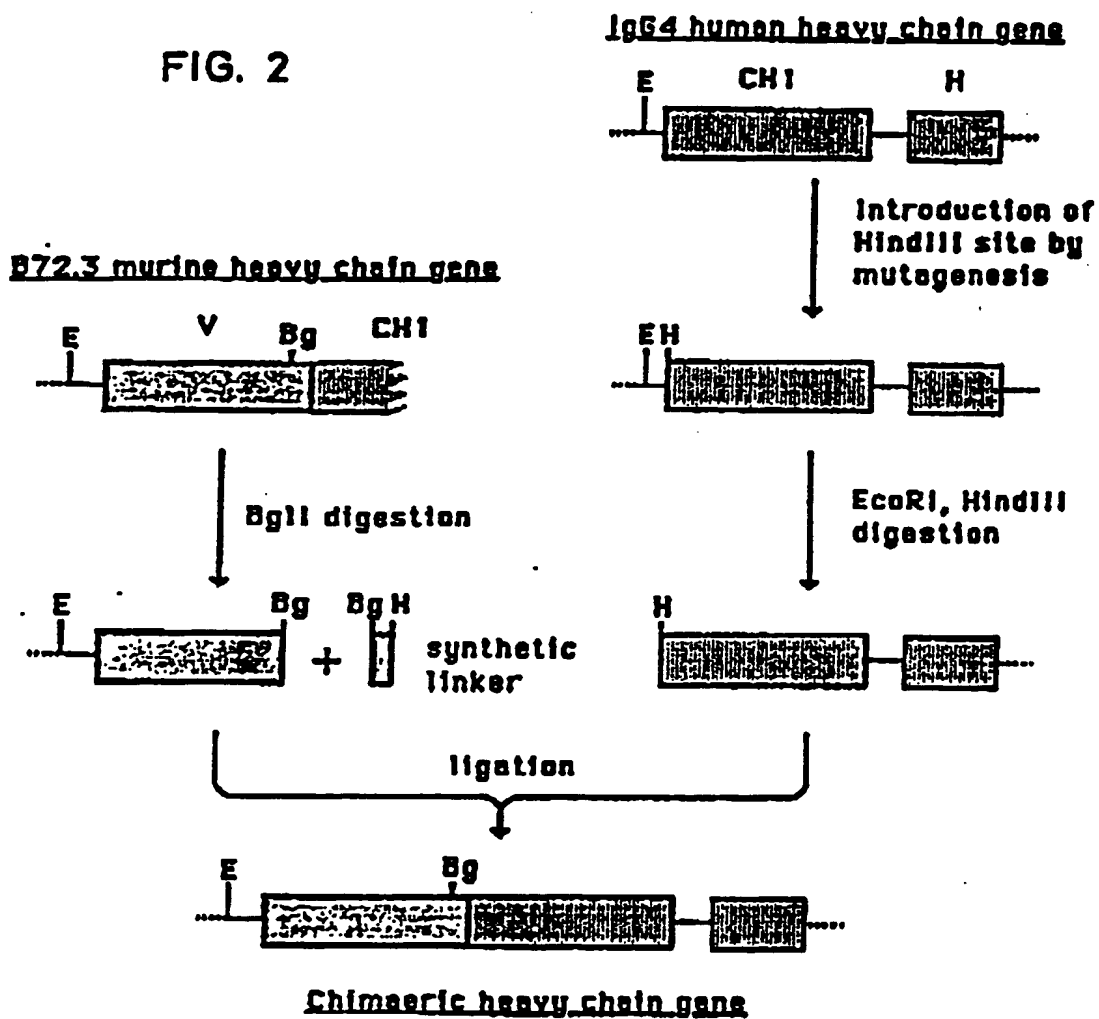 FIG. 2
IgG4 human heavy chain gene
E CH1 H
Introduction of
HindIII site by
mutagenesis
B72.3 murine heavy chain gene
E V Bg CH1
E H
BglI digestion
EcoRI, HindIII
digestion
E Bg + Bg H
synthetic
linker
H
ligation
E Bg
Chimaeric heavy chain gene